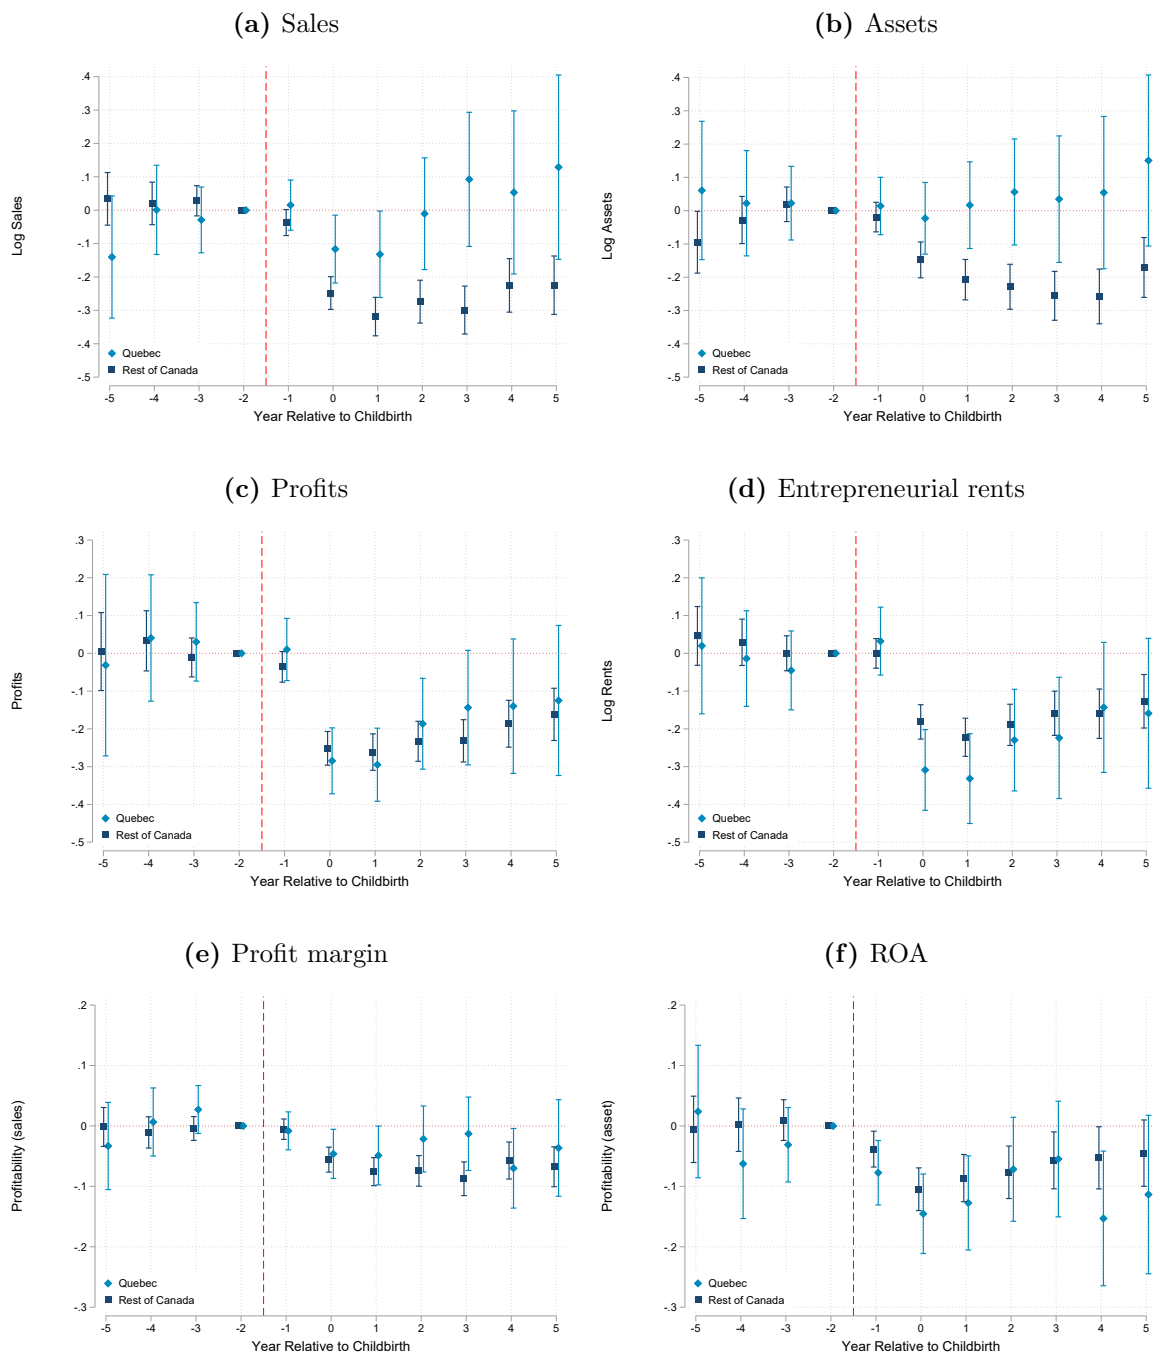 (a) Sales
.4
.3
.2
.1
0
-.1
-.2
-.3
-.4
-.5
Log Sales
Quebec
Rest of Canada
-5 -4 -3 -2 -1 0 1 2 3 4 5
Year Relative to Childbirth
(b) Assets
.4
.3
.2
.1
0
-.1
-.2
-.3
-.4
-.5
Log Assets
Quebec
Rest of Canada
-5 -4 -3 -2 -1 0 1 2 3 4 5
Year Relative to Childbirth
(c) Profits
.3
.2
.1
0
-.1
-.2
-.3
-.4
-.5
Profits
Quebec
Rest of Canada
-5 -4 -3 -2 -1 0 1 2 3 4 5
Year Relative to Childbirth
(d) Entrepreneurial rents
.3
.2
.1
0
-.1
-.2
-.3
-.4
-.5
Log Rents
Quebec
Rest of Canada
-5 -4 -3 -2 -1 0 1 2 3 4 5
Year Relative to Childbirth
(e) Profit margin
.2
.1
0
-.1
-.2
-.3
Profitability (sales)
Quebec
Rest of Canada
-5 -4 -3 -2 -1 0 1 2 3 4 5
Year Relative to Childbirth
(f) ROA
.2
.1
0
-.1
-.2
-.3
Profitability (asset)
Quebec
Rest of Canada
-5 -4 -3 -2 -1 0 1 2 3 4 5
Year Relative to Childbirth